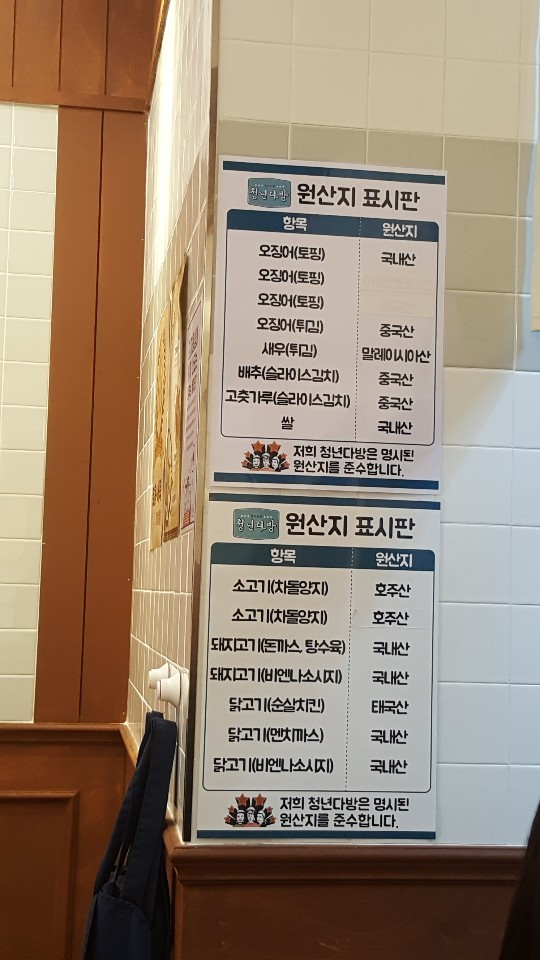 청년다방 원산지 표시판
항목 원산지
오징어(토핑) 국내산
오징어(토핑)
오징어(토핑)
오징어(튀김) 중국산
새우(튀김) 말레이시아산
배추(슬라이스김치) 중국산
고춧가루(슬라이스김치) 중국산
쌀 국내산
저희 청년다방은 명시된
원산지를 준수합니다.
청년다방 원산지 표시판
항목 원산지
소고기(차돌양지) 호주산
소고기(차돌양지) 호주산
돼지고기(돈까스, 탕수육) 국내산
돼지고기(비엔나소시지) 국내산
닭고기(순살치킨) 태국산
닭고기(멘치까스) 국내산
닭고기(비엔나소시지) 국내산
저희 청년다방은 명시된
원산지를 준수합니다.